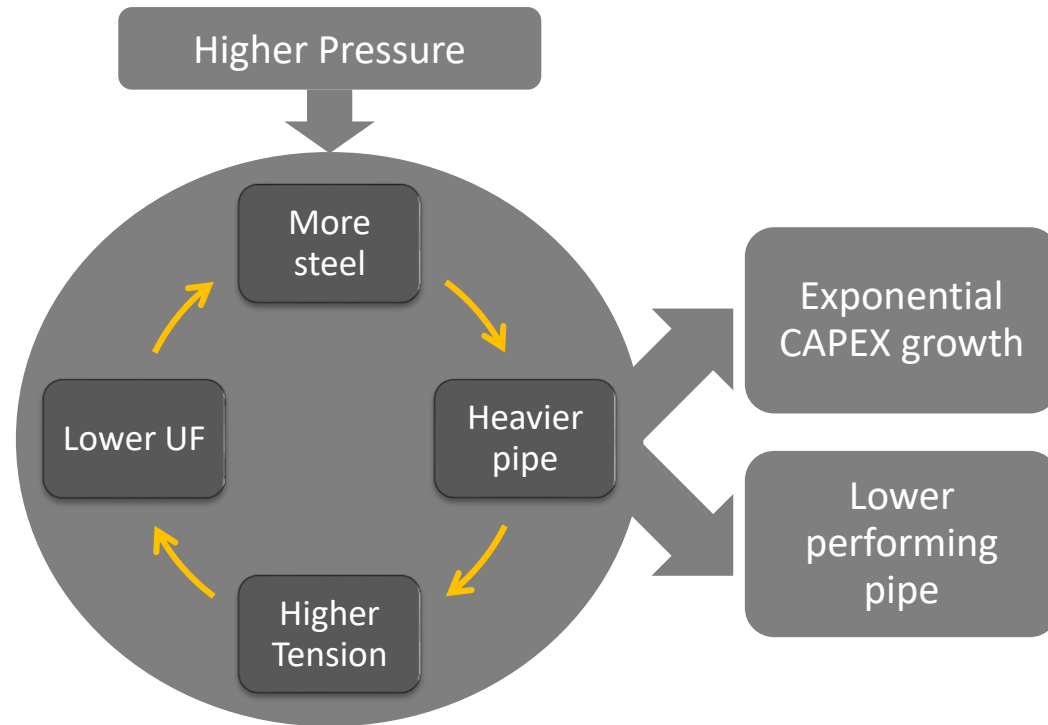 Higher Pressure
More
steel
Heavier
pipe
Higher
Tension
Lower UF
Exponential
CAPEX growth
Lower
performing
pipe